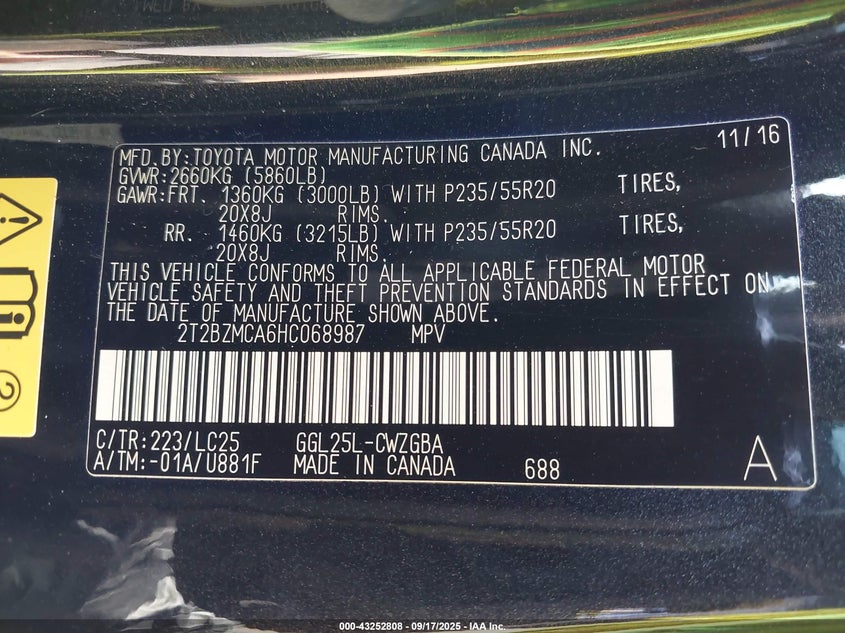 11/16
MFD.BY:TOYOTA MOTOR MANUFACTURING CANADA INC.
GVWR:2660KG (5860LB)
GAWR:FRT. 1360KG (3000LB) WITH P235/55R20 TIRES,
20X8J RIMS.
RR. 1460KG (3215LB) WITH P235/55R20 TIRES,
20X8J RIMS.
THIS VEHICLE CONFORMS TO ALL APPLICABLE FEDERAL MOTOR
VEHICLE SAFETY AND THEFT PREVENTION STANDARDS IN EFFECT ON
THE DATE OF MANUFACTURE SHOWN ABOVE.
2T2BZMCA6HC068987 MPV
C/TR:223/LC25 GGL25L-CWZGBA
A/TM:-01A/U881F MADE IN CANADA 688 A
2
000-43252808 - 09/17/2025 - IAA Inc.